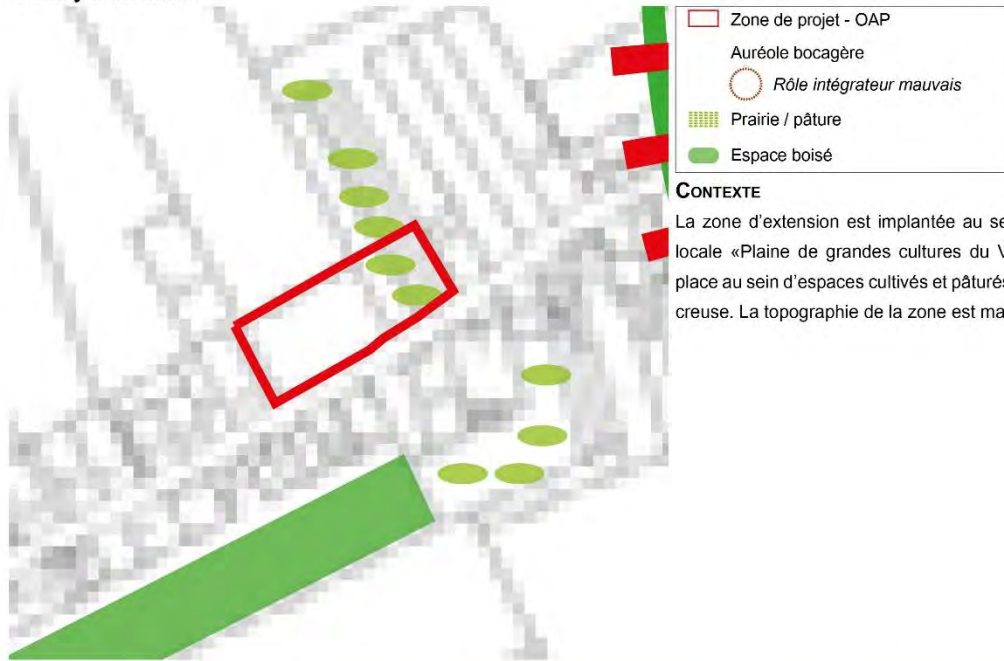 Zone de projet - OAP
Auréole bocagère
Rôle intégrateur mauvais
Prairie / pâture
Espace boisé
CONTEXTE
La zone d'extension est implantée au
locale «Plaine de grandes cultures du
place au sein d'espaces cultivés et pâturés
creuse. La topographie de la zone est